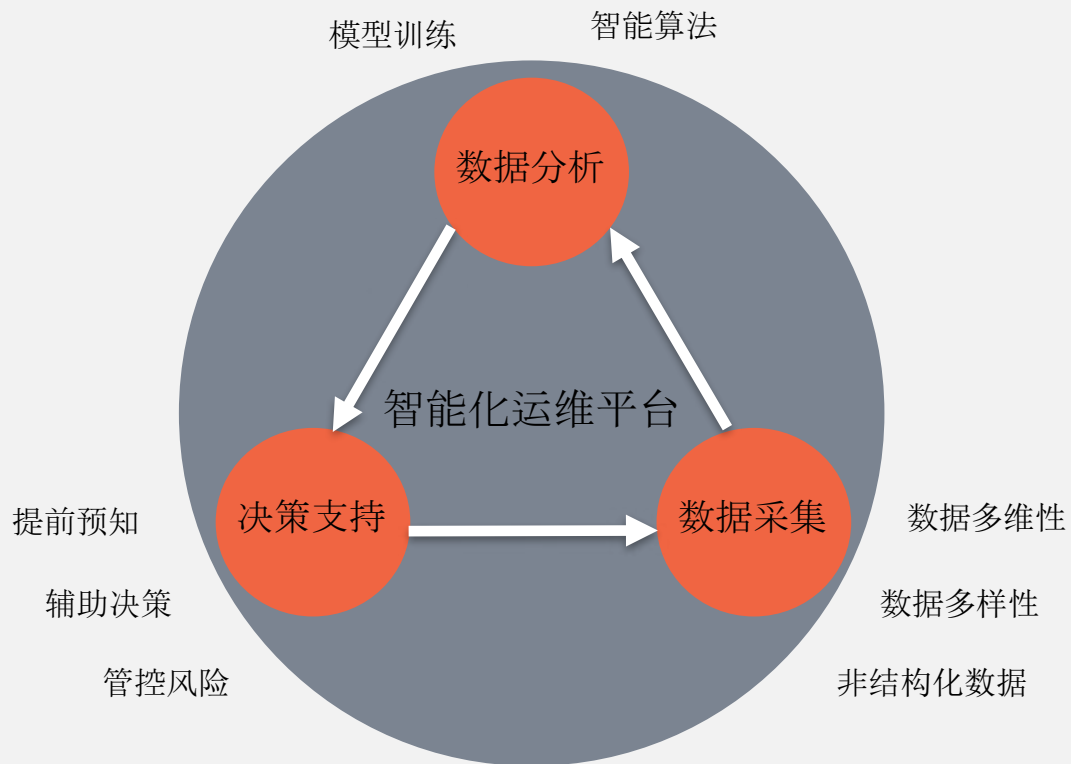 模型训练
智能算法
数据分析
智能化运维平台
决策支持
数据采集
提前预知
数据多维性
辅助决策
数据多样性
管控风险
非结构化数据